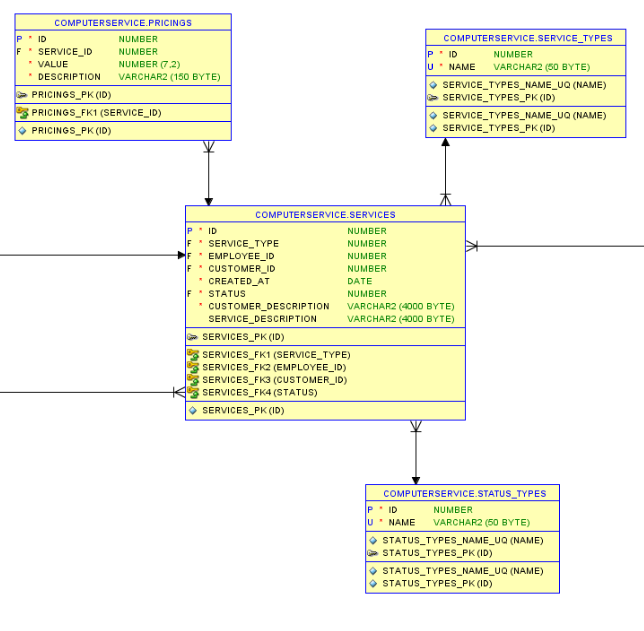 COMPUTERSERVICE.PRICINGS
P * ID NUMBER
F * SERVICE_ID NUMBER
* VALUE NUMBER (7,2)
* DESCRIPTION VARCHAR2 (150 BYTE)
PRICINGS_PK (ID)
PRICINGS_FK1 (SERVICE_ID)
PRICINGS_PK (ID)
COMPUTERSERVICE.SERVICE_TYPES
P * ID NUMBER
U * NAME VARCHAR2 (50 BYTE)
SERVICE_TYPES_NAME_UQ (NAME)
SERVICE_TYPES_PK (ID)
SERVICE_TYPES_NAME_UQ (NAME)
SERVICE_TYPES_PK (ID)
COMPUTERSERVICE.SERVICES
P * ID NUMBER
F * SERVICE_TYPE NUMBER
F * EMPLOYEE_ID NUMBER
F * CUSTOMER_ID NUMBER
* CREATED_AT DATE
F * STATUS NUMBER
* CUSTOMER_DESCRIPTION VARCHAR2 (4000 BYTE)
SERVICE_DESCRIPTION VARCHAR2 (4000 BYTE)
SERVICES_PK (ID)
SERVICES_FK1 (SERVICE_TYPE)
SERVICES_FK2 (EMPLOYEE_ID)
SERVICES_FK3 (CUSTOMER_ID)
SERVICES_FK4 (STATUS)
SERVICES_PK (ID)
COMPUTERSERVICE.STATUS_TYPES
P * ID NUMBER
U * NAME VARCHAR2 (50 BYTE)
STATUS_TYPES_NAME_UQ (NAME)
STATUS_TYPES_PK (ID)
STATUS_TYPES_NAME_UQ (NAME)
STATUS_TYPES_PK (ID)